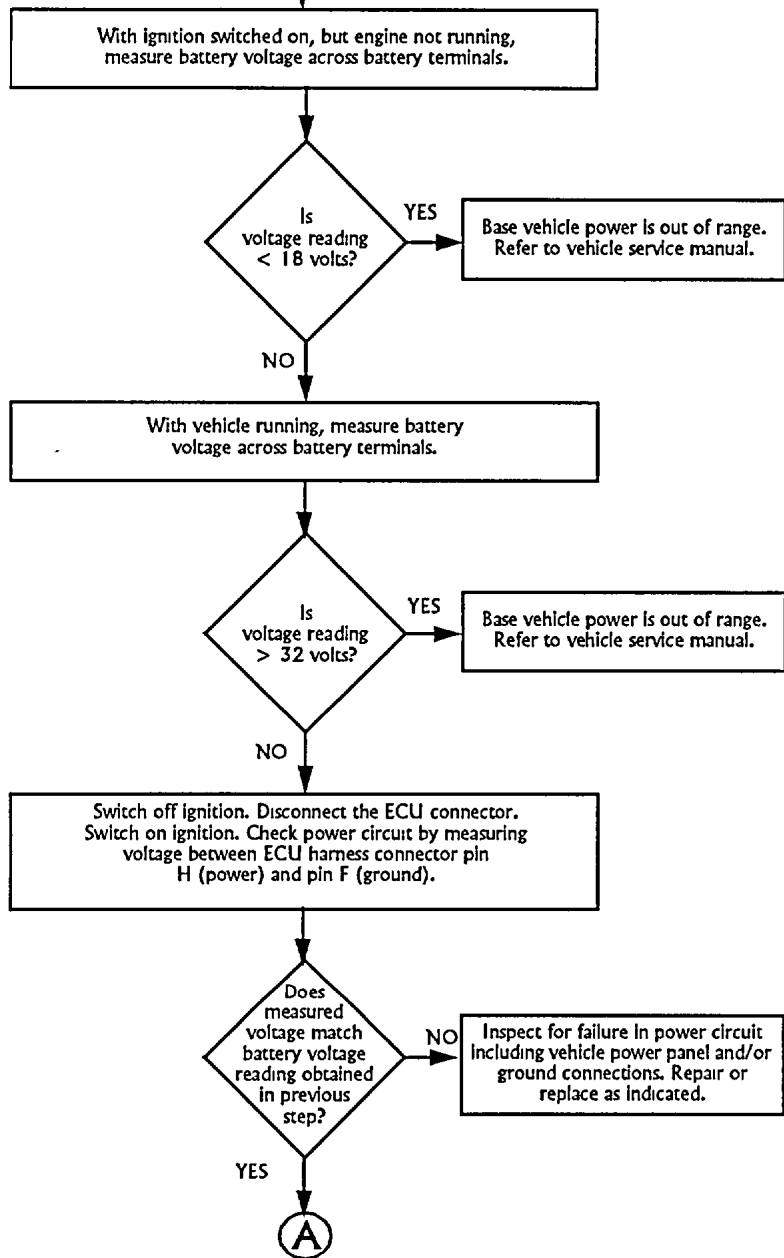 With ignition switched on, but engine not running,
measure battery voltage across battery terminals.
Is
voltage reading
< 18 volts?
YES
Base vehicle power is out of range.
Refer to vehicle service manual.
NO
With vehicle running, measure battery
voltage across battery terminals.
Is
voltage reading
> 32 volts?
YES
Base vehicle power is out of range.
Refer to vehicle service manual.
NO
Switch off ignition. Disconnect the ECU connector.
Switch on ignition. Check power circuit by measuring
voltage between ECU harness connector pin
H (power) and pin F (ground).
Does
measured
voltage match
battery voltage
reading obtained
in previous
step?
NO
Inspect for failure in power circuit
including vehicle power panel and/or
ground connections. Repair or
replace as indicated.
YES
A